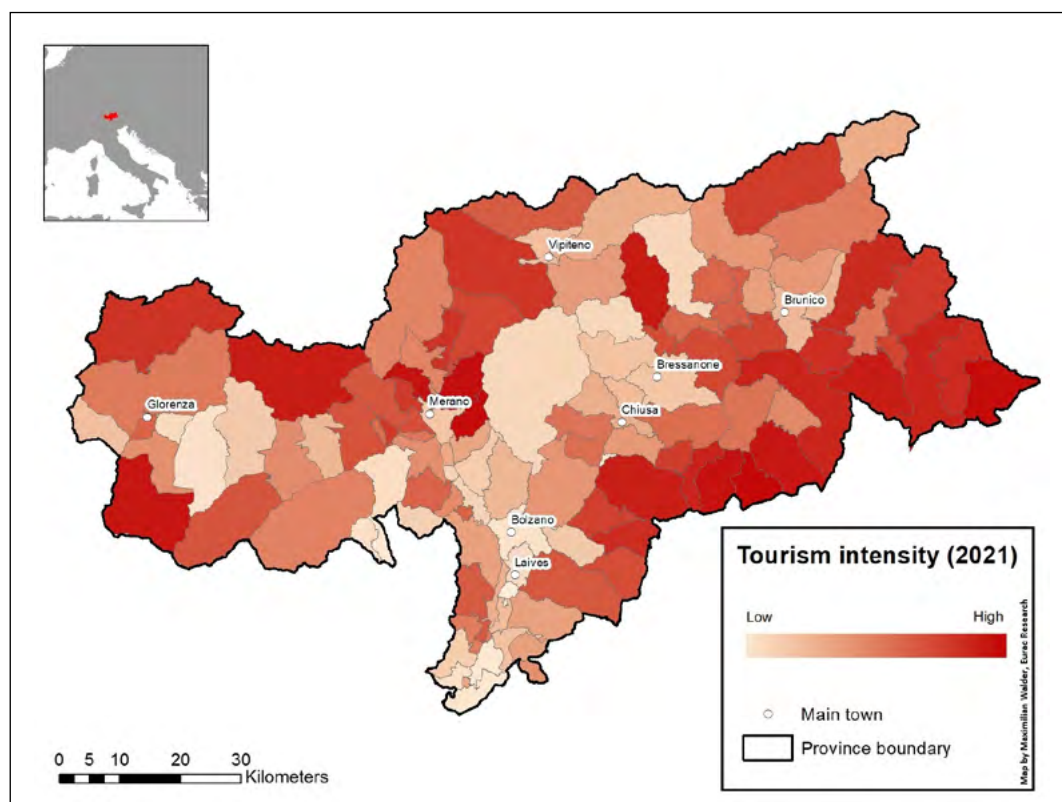 Vipiteno
Brunico
Bressanone
Glorenza
Merano
Chiusa
Bolzano
Laives
Tourism intensity (2021)
Low High
Main town
Province boundary
Map by Maximilian Walder, Eurac Research
0 5 10 20 30
Kilometers